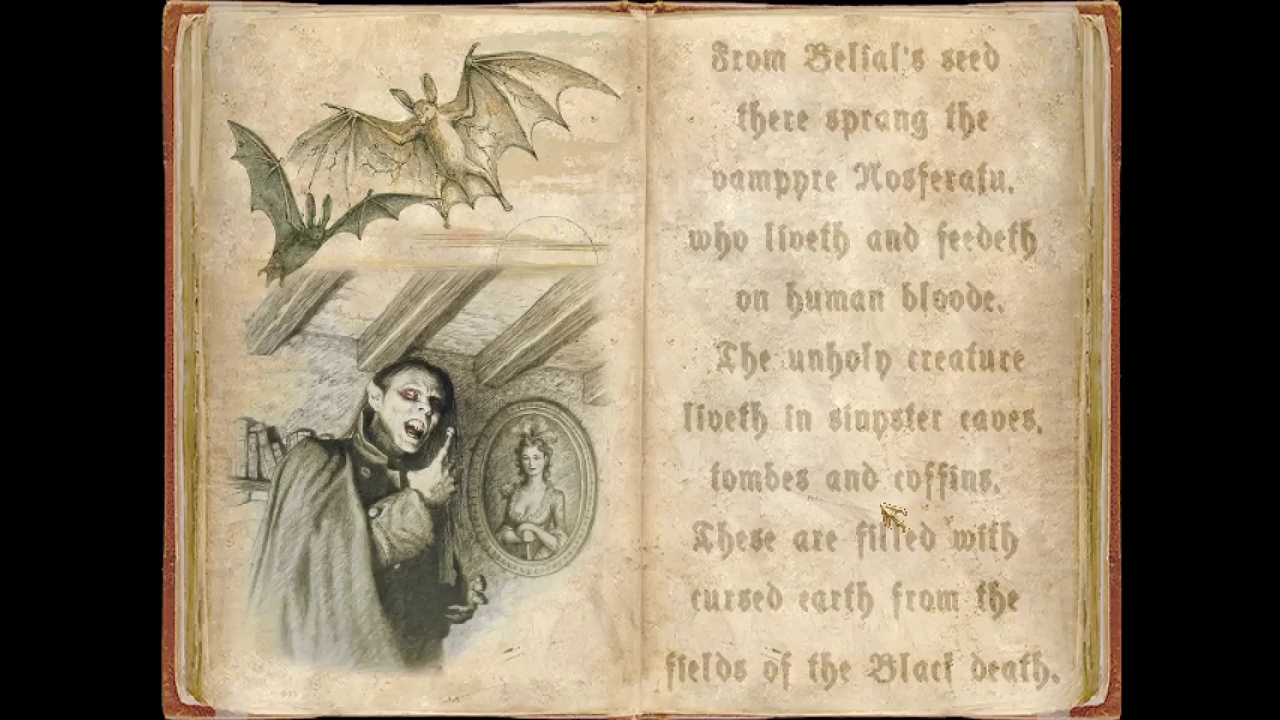 From Belial's seed
there sprang the
vampyre Nosferatu.
who liveth and feedeth
on human bloode.
The unholy creature
liveth in sinyster caves,
tombes and coffins.
These are filled with
cursed earth from the
fields of the Black death.